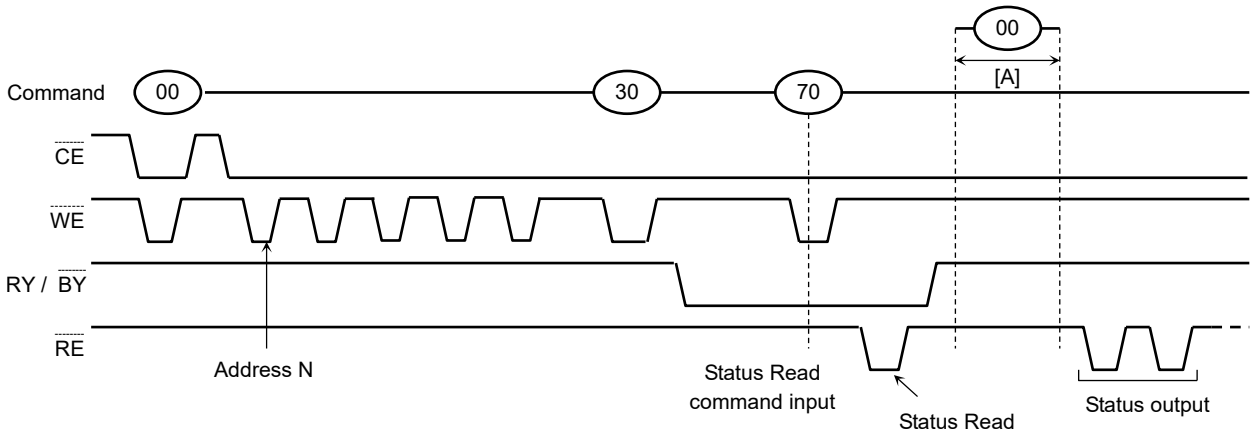 00
[A]
Command 00 30 70
CE
WE
RY / BY
RE
Address N
Status Read
command input
Status Read
Status output